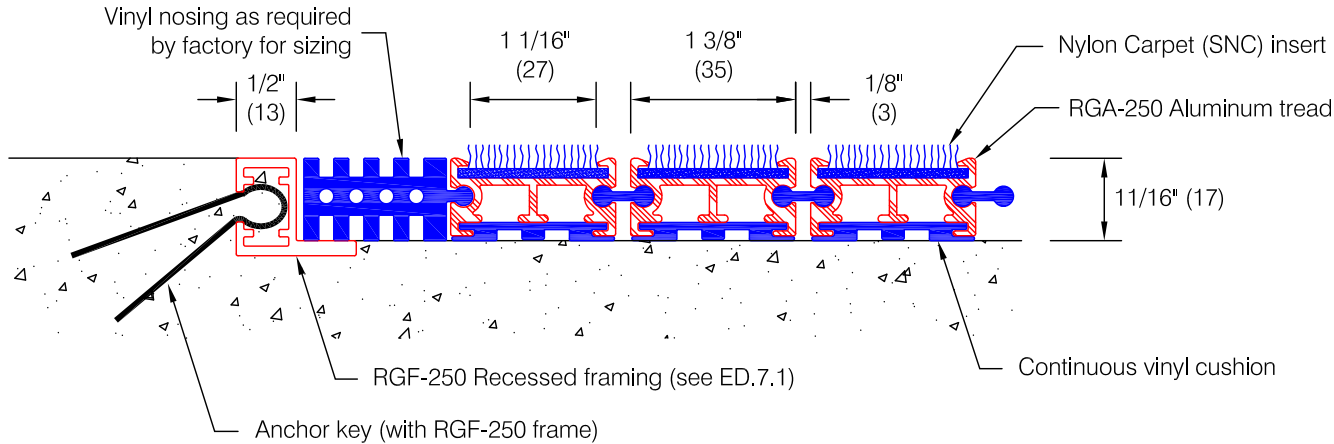 Vinyl nosing as required
by factory for sizing
1/2"
(13)
1 1/16"
(27)
1 3/8"
(35)
1/8"
(3)
Nylon Carpet (SNC) insert
RGA-250 Aluminum tread
11/16" (17)
Continuous vinyl cushion
RGF-250 Recessed framing (see ED.7.1)
Anchor key (with RGF-250 frame)